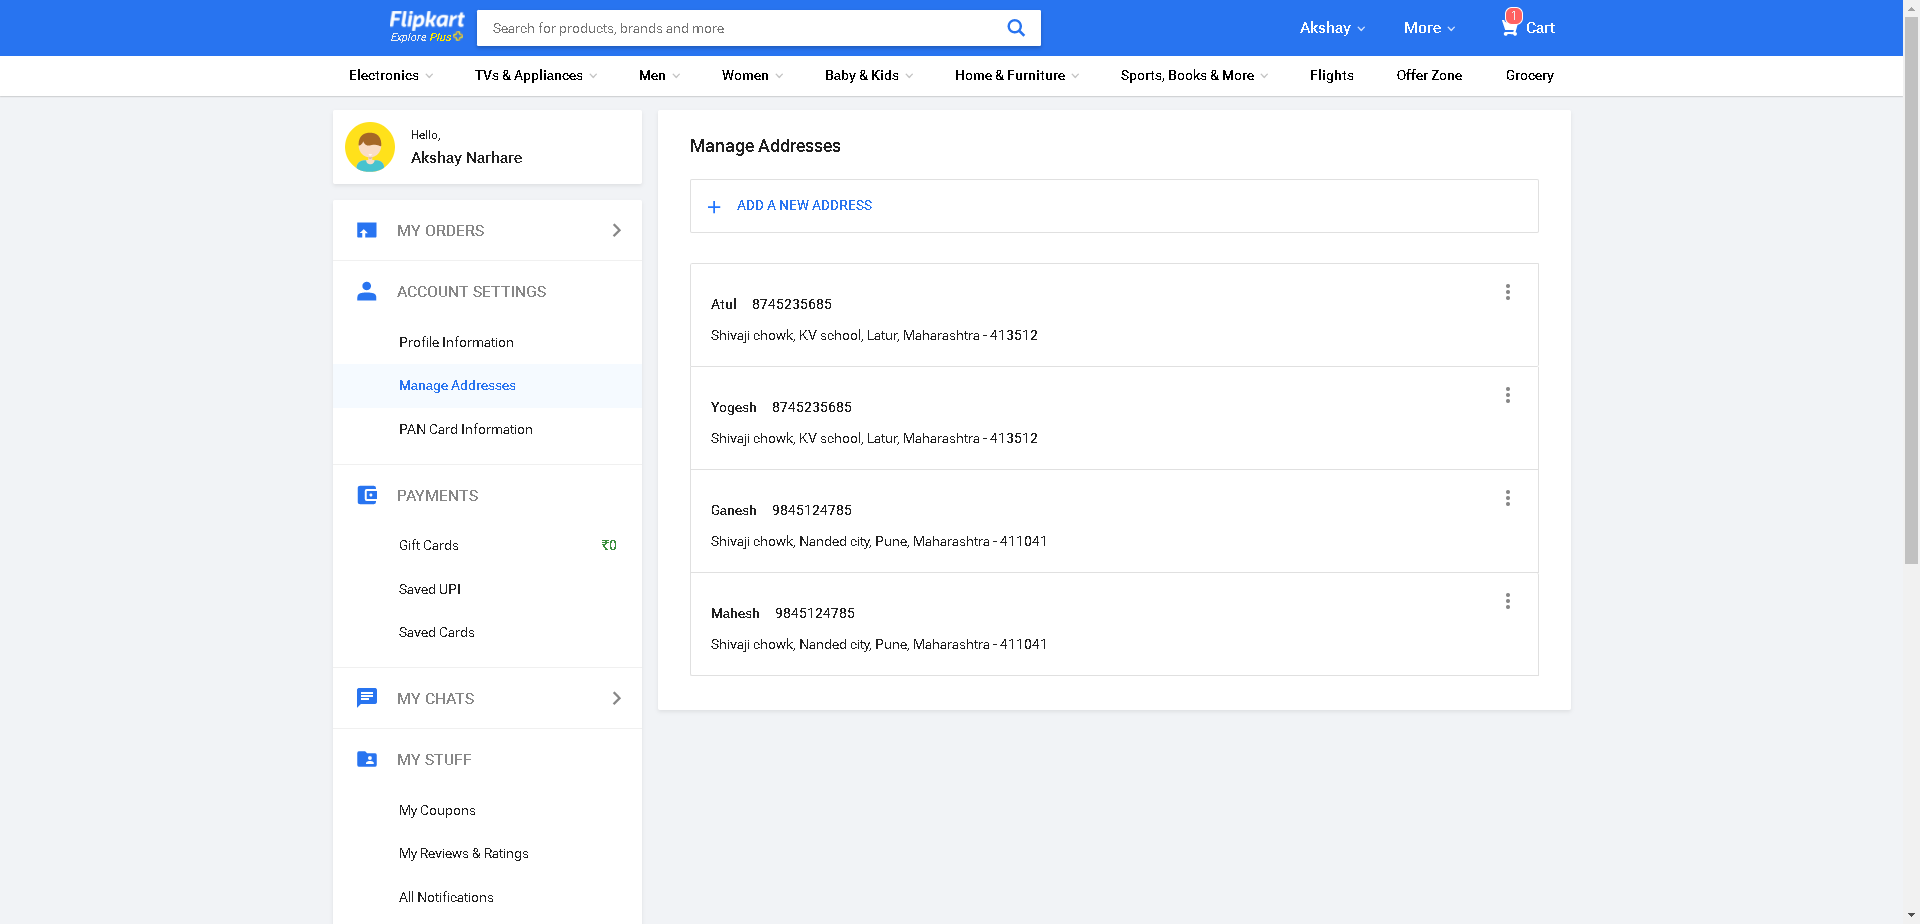 Flipkart
Explore Plus
Search for products, brands and more
Akshay
More
1
Cart
Electronics
TVs & Appliances
Men
Women
Baby & Kids
Home & Furniture
Sports, Books & More
Flights
Offer Zone
Grocery
Hello,
Akshay Narhare
MY ORDERS
ACCOUNT SETTINGS
Profile Information
Manage Addresses
PAN Card Information
PAYMENTS
Gift Cards ₹0
Saved UPI
Saved Cards
MY CHATS
MY STUFF
My Coupons
My Reviews & Ratings
All Notifications
Manage Addresses
ADD A NEW ADDRESS
Atul 8745235685
Shivaji chowk, KV school, Latur, Maharashtra - 413512
Yogesh 8745235685
Shivaji chowk, KV school, Latur, Maharashtra - 413512
Ganesh 9845124785
Shivaji chowk, Nanded city, Pune, Maharashtra - 411041
Mahesh 9845124785
Shivaji chowk, Nanded city, Pune, Maharashtra - 411041